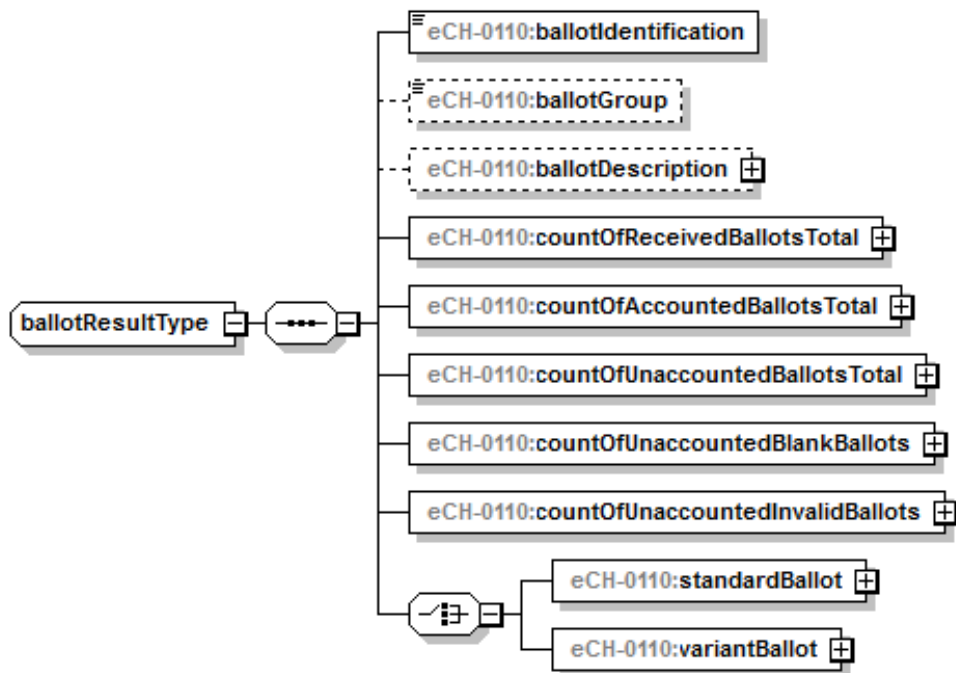 eCH-0110:ballotIdentification
eCH-0110:ballotGroup
eCH-0110:ballotDescription
eCH-0110:countOfReceivedBallotsTotal
eCH-0110:countOfAccountedBallotsTotal
ballotResultType
eCH-0110:countOfUnaccountedBallotsTotal
eCH-0110:countOfUnaccountedBlankBallots
eCH-0110:countOfUnaccountedInvalidBallots
eCH-0110:standardBallot
eCH-0110:variantBallot